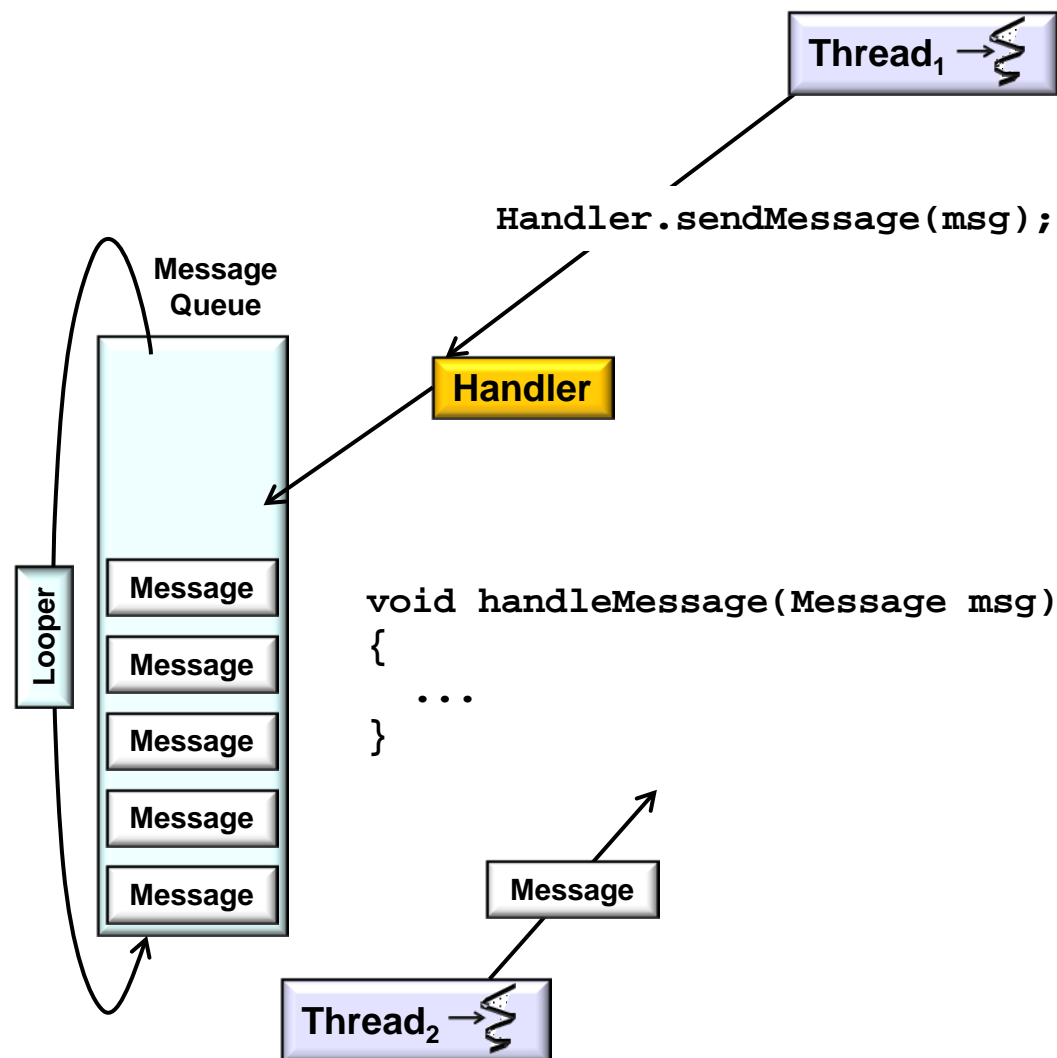 Thread₁
Handler.sendMessage(msg);
Message
Queue
Handler
Looper
Message
Message
Message
Message
Message
void handleMessage(Message msg)
{
...
}
Message
Thread₂